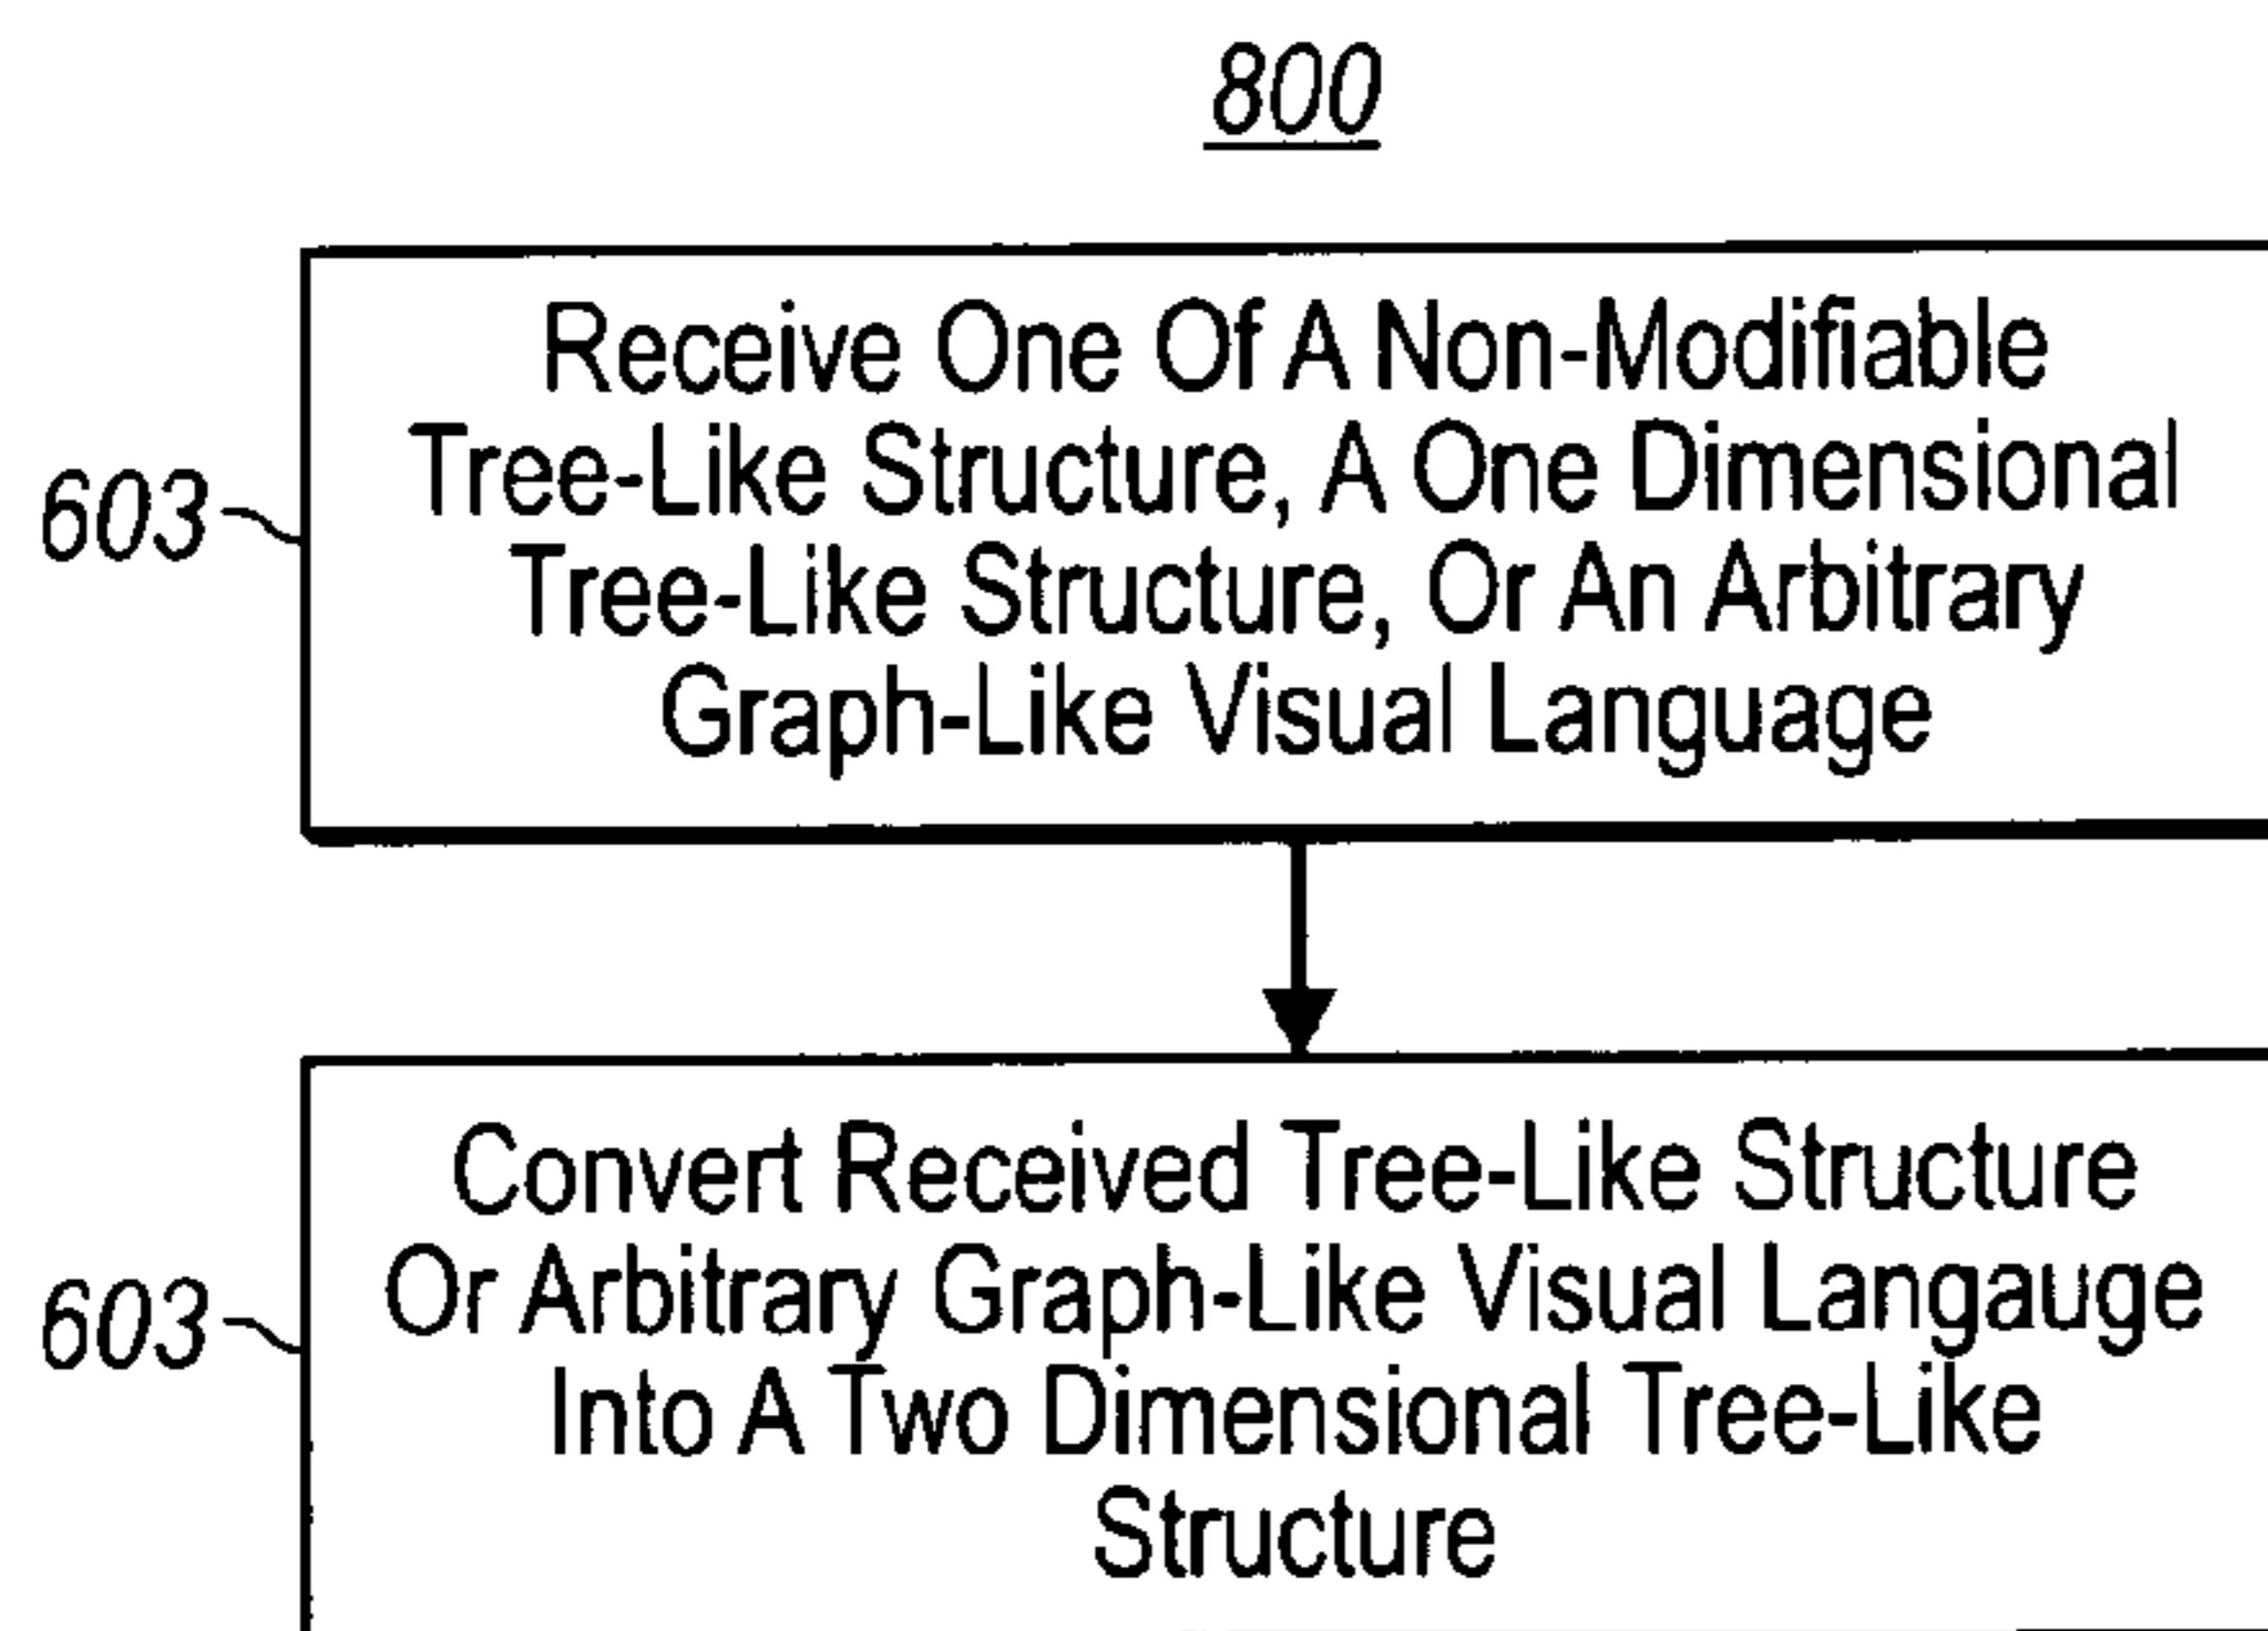 800
Receive One Of A Non-Modifiable
Tree-Like Structure, A One Dimensional
603
Tree-Like Structure, Or An Arbitrary
Graph-Like Visual Language
Convert Received Tree-Like Structure
Or Arbitrary Graph-Like Visual Langauge
603
Into A Two Dimensional Tree-Like
Structure